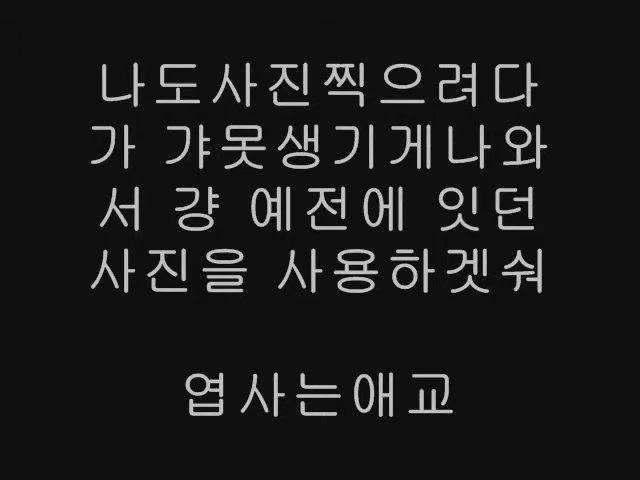 나도사진찍으려다
가 갸못생기게나와
서 걍 예전에 잇던
사진을 사용하겟숴
엽사는애교